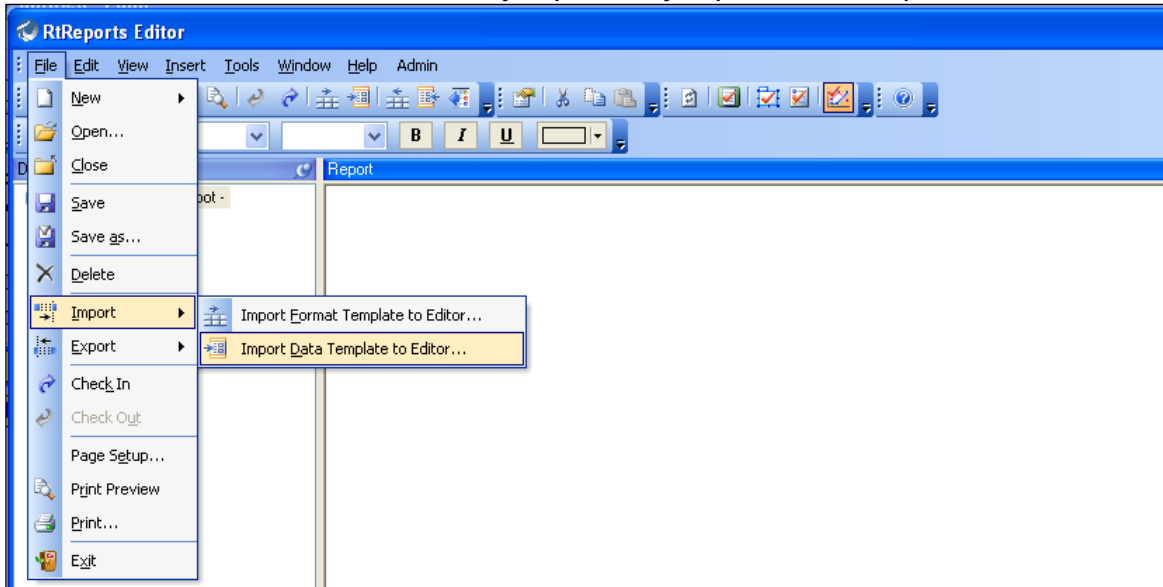 RtReports Editor
File Edit View Insert Tools Window Help Admin
New
Open...
B I U
Close
Report
Save
Save as...
Delete
Import
Import Format Template to Editor...
Export
Import Data Template to Editor...
Check In
Check Out
Page Setup...
Print Preview
Print...
Exit